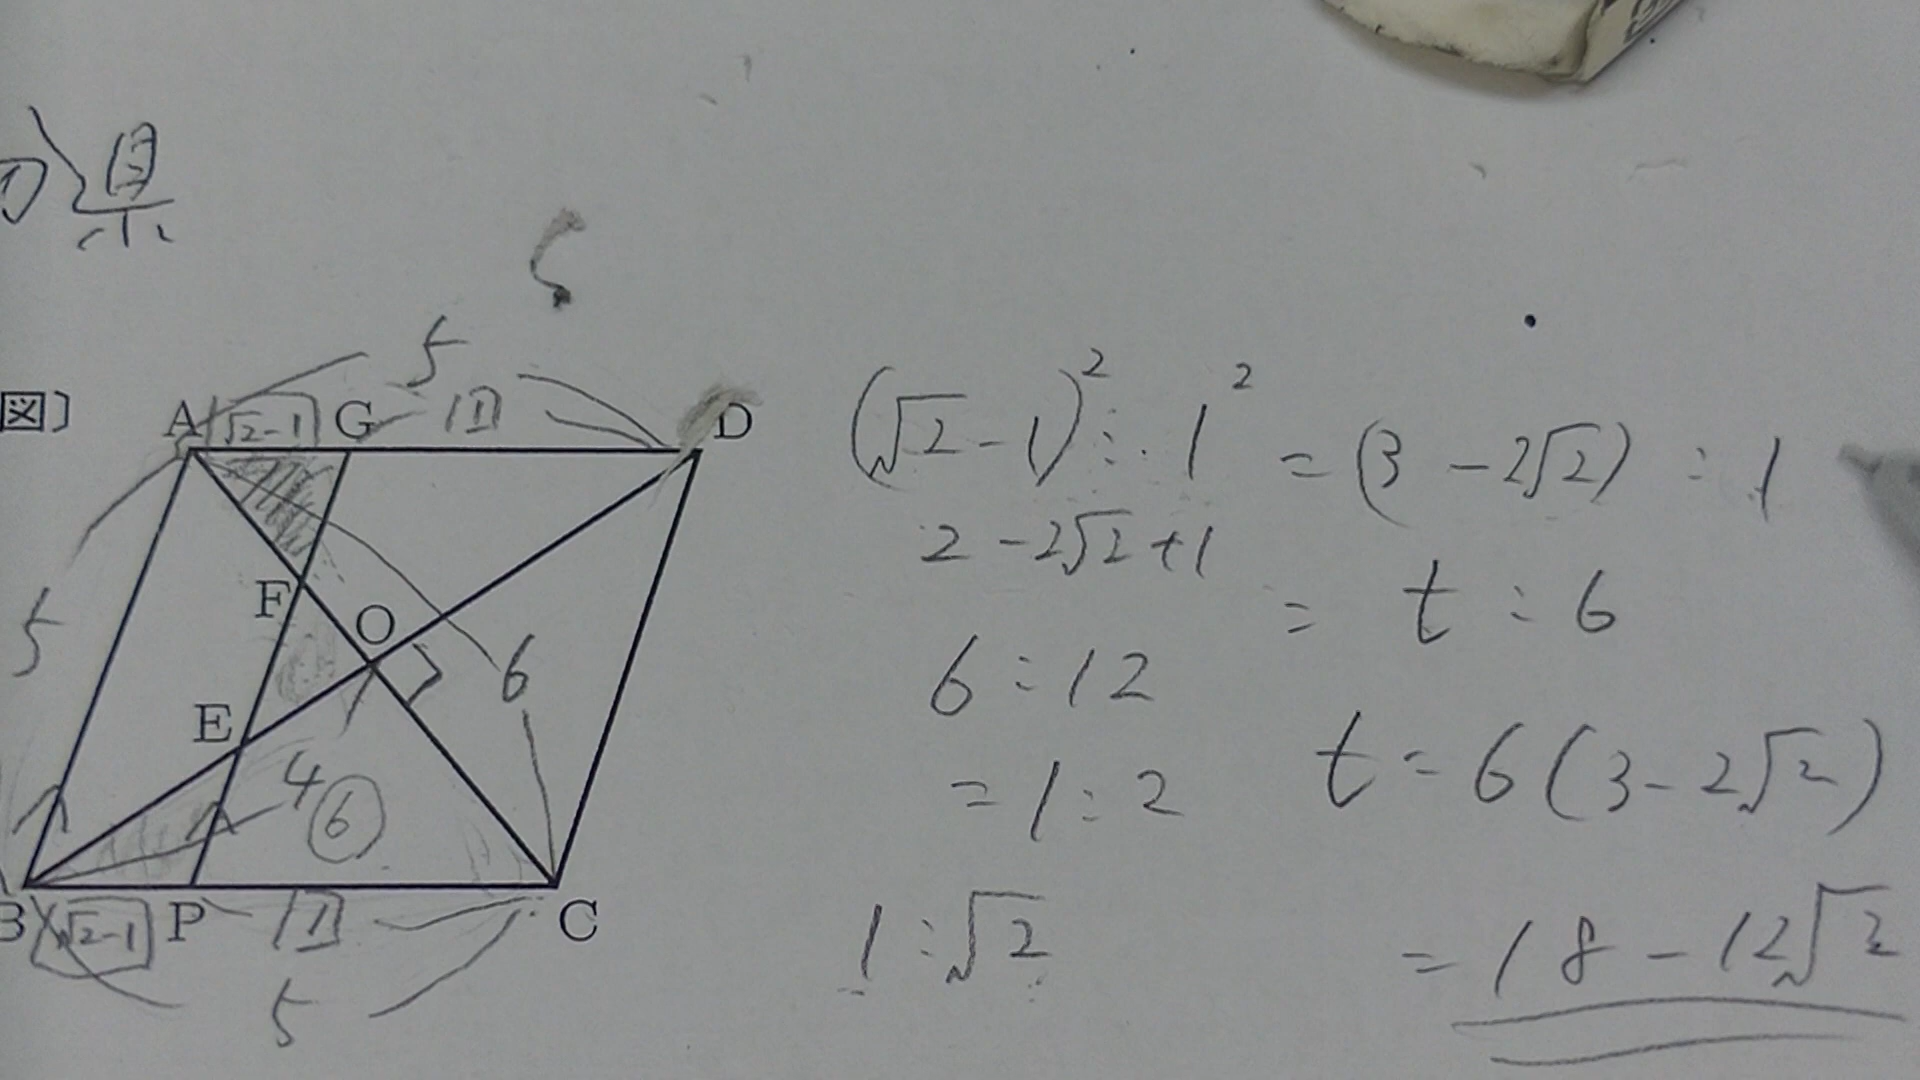 の 県
5
図〕
A √2-1 G 1 D
5
F
O
6
E
4
6
B √2-1 P 1 C
5
(√2-1)² : 1² = (3-2√2) : 1
2-2√2+1
= t : 6
6 : 12
= 1 : 2
t = 6(3-2√2)
1 : √2
= 18-12√2